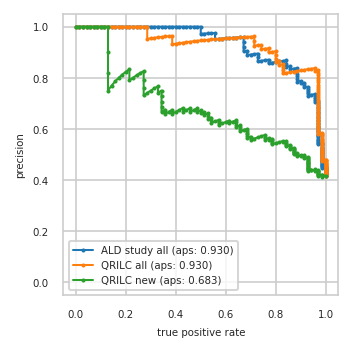 1.0
0.8
0.6
0.4
0.2
0.0
precision
ALD study all (aps: 0.930)
QRILC all (aps: 0.930)
QRILC new (aps: 0.683)
0.0 0.2 0.4 0.6 0.8 1.0
true positive rate